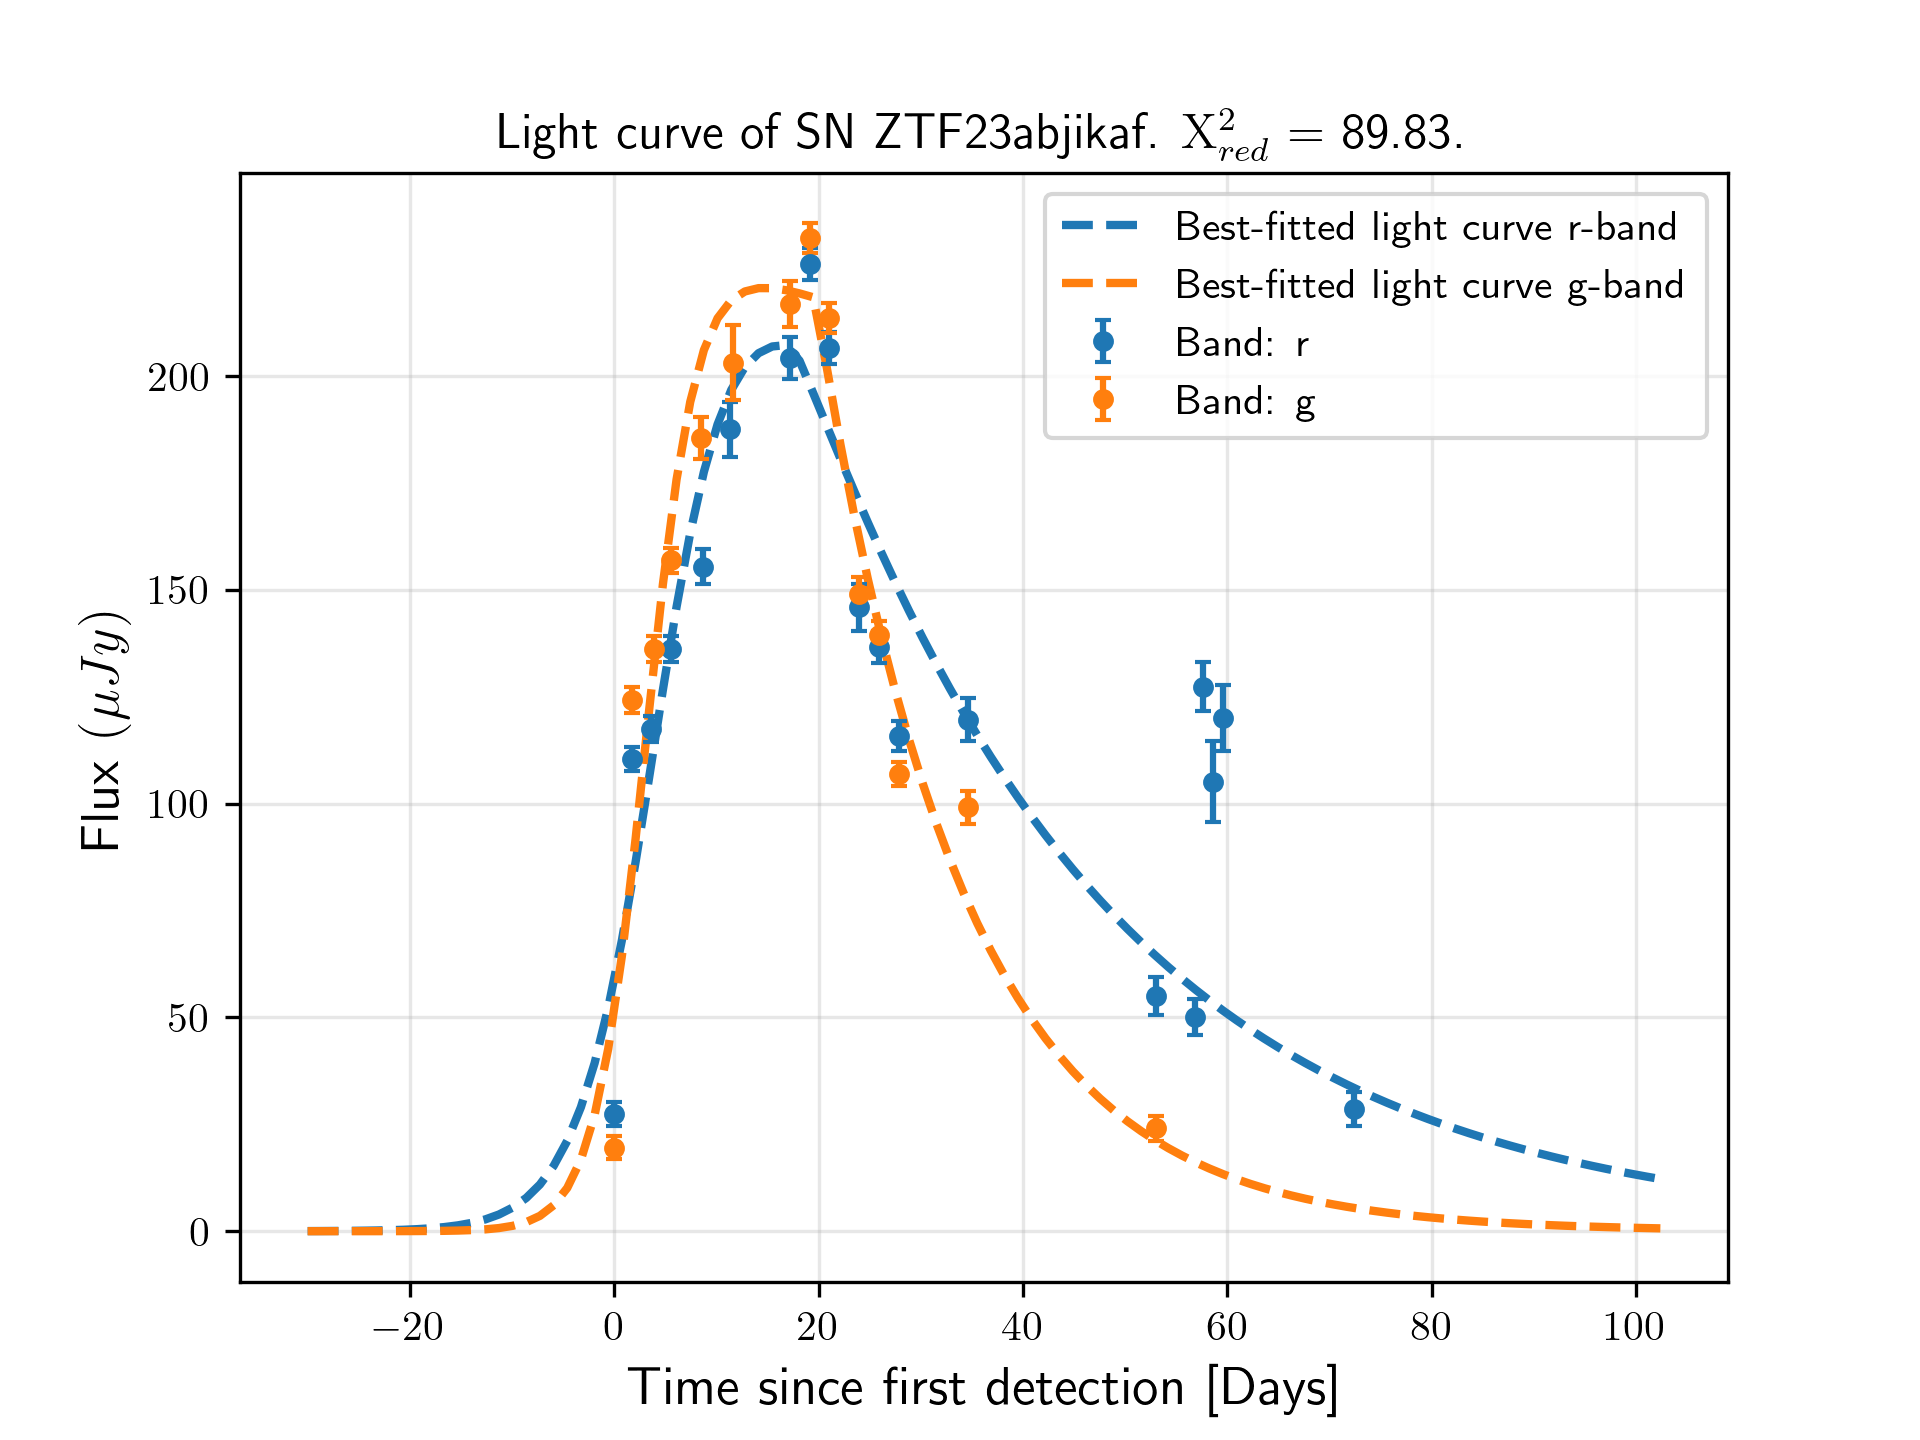 Light curve of SN ZTF23abjikaf. X²_red = 89.83.
Best-fitted light curve r-band
Best-fitted light curve g-band
Band: r
Band: g
Flux (μJy)
200
150
100
50
0
−20 0 20 40 60 80 100
Time since first detection [Days]